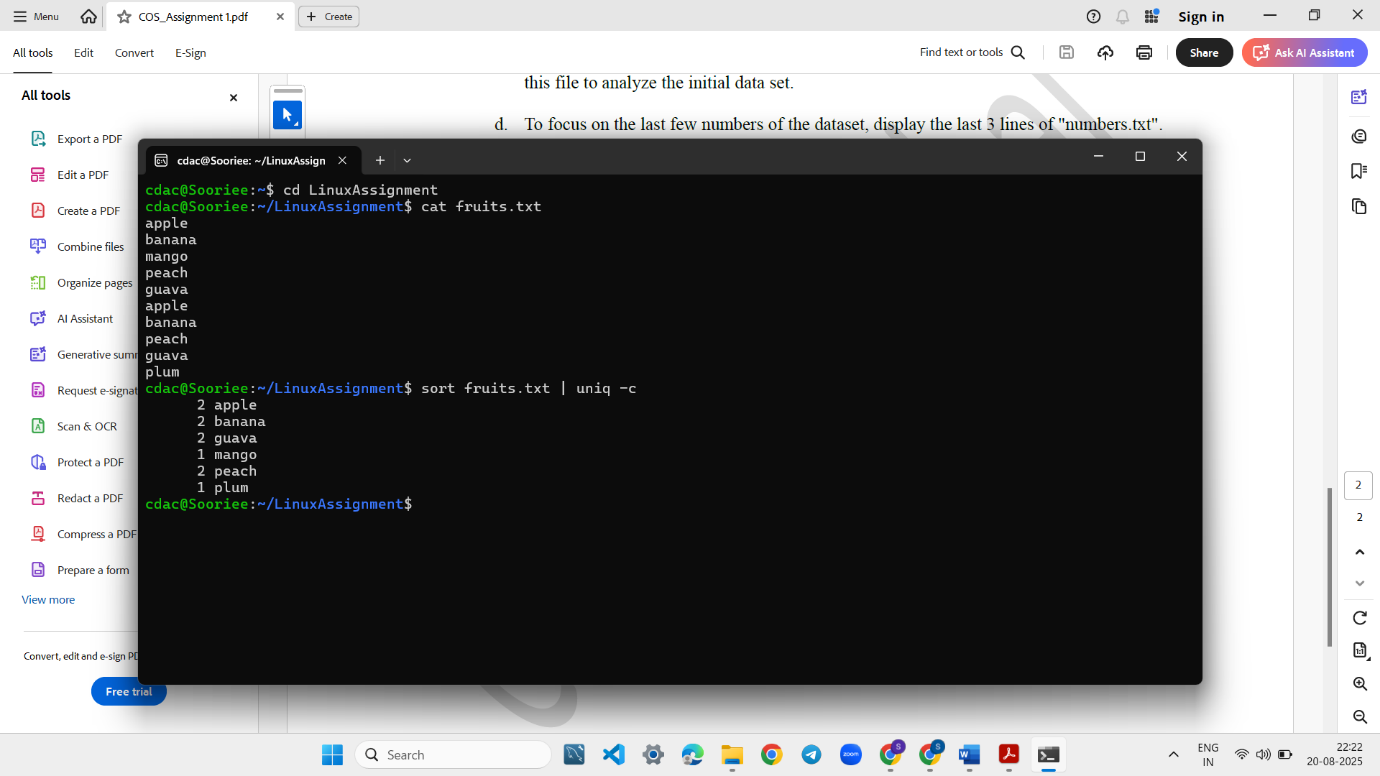 Menu
COS_Assignment 1.pdf
Create
Sign in
All tools
Edit
Convert
E-Sign
Find text or tools
Share
Ask AI Assistant
All tools
Export a PDF
Edit a PDF
Create a PDF
Combine files
Organize pages
AI Assistant
Generative summ
Request e-signat
Scan & OCR
Protect a PDF
Redact a PDF
Compress a PDF
Prepare a form
View more
Convert, edit and e-sign PD
Free trial
this file to analyze the initial data set.
d. To focus on the last few numbers of the dataset, display the last 3 lines of "numbers.txt".
cdac@Sooriee: ~/LinuxAssign
cdac@Sooriee:~$ cd LinuxAssignment
cdac@Sooriee:~/LinuxAssignment$ cat fruits.txt
apple
banana
mango
peach
guava
apple
banana
peach
guava
plum
cdac@Sooriee:~/LinuxAssignment$ sort fruits.txt | uniq -c
2 apple
2 banana
2 guava
1 mango
2 peach
1 plum
cdac@Sooriee:~/LinuxAssignment$
2
2
1:1
Search
zoom
S
S
ENG
IN
22:22
20-08-2025